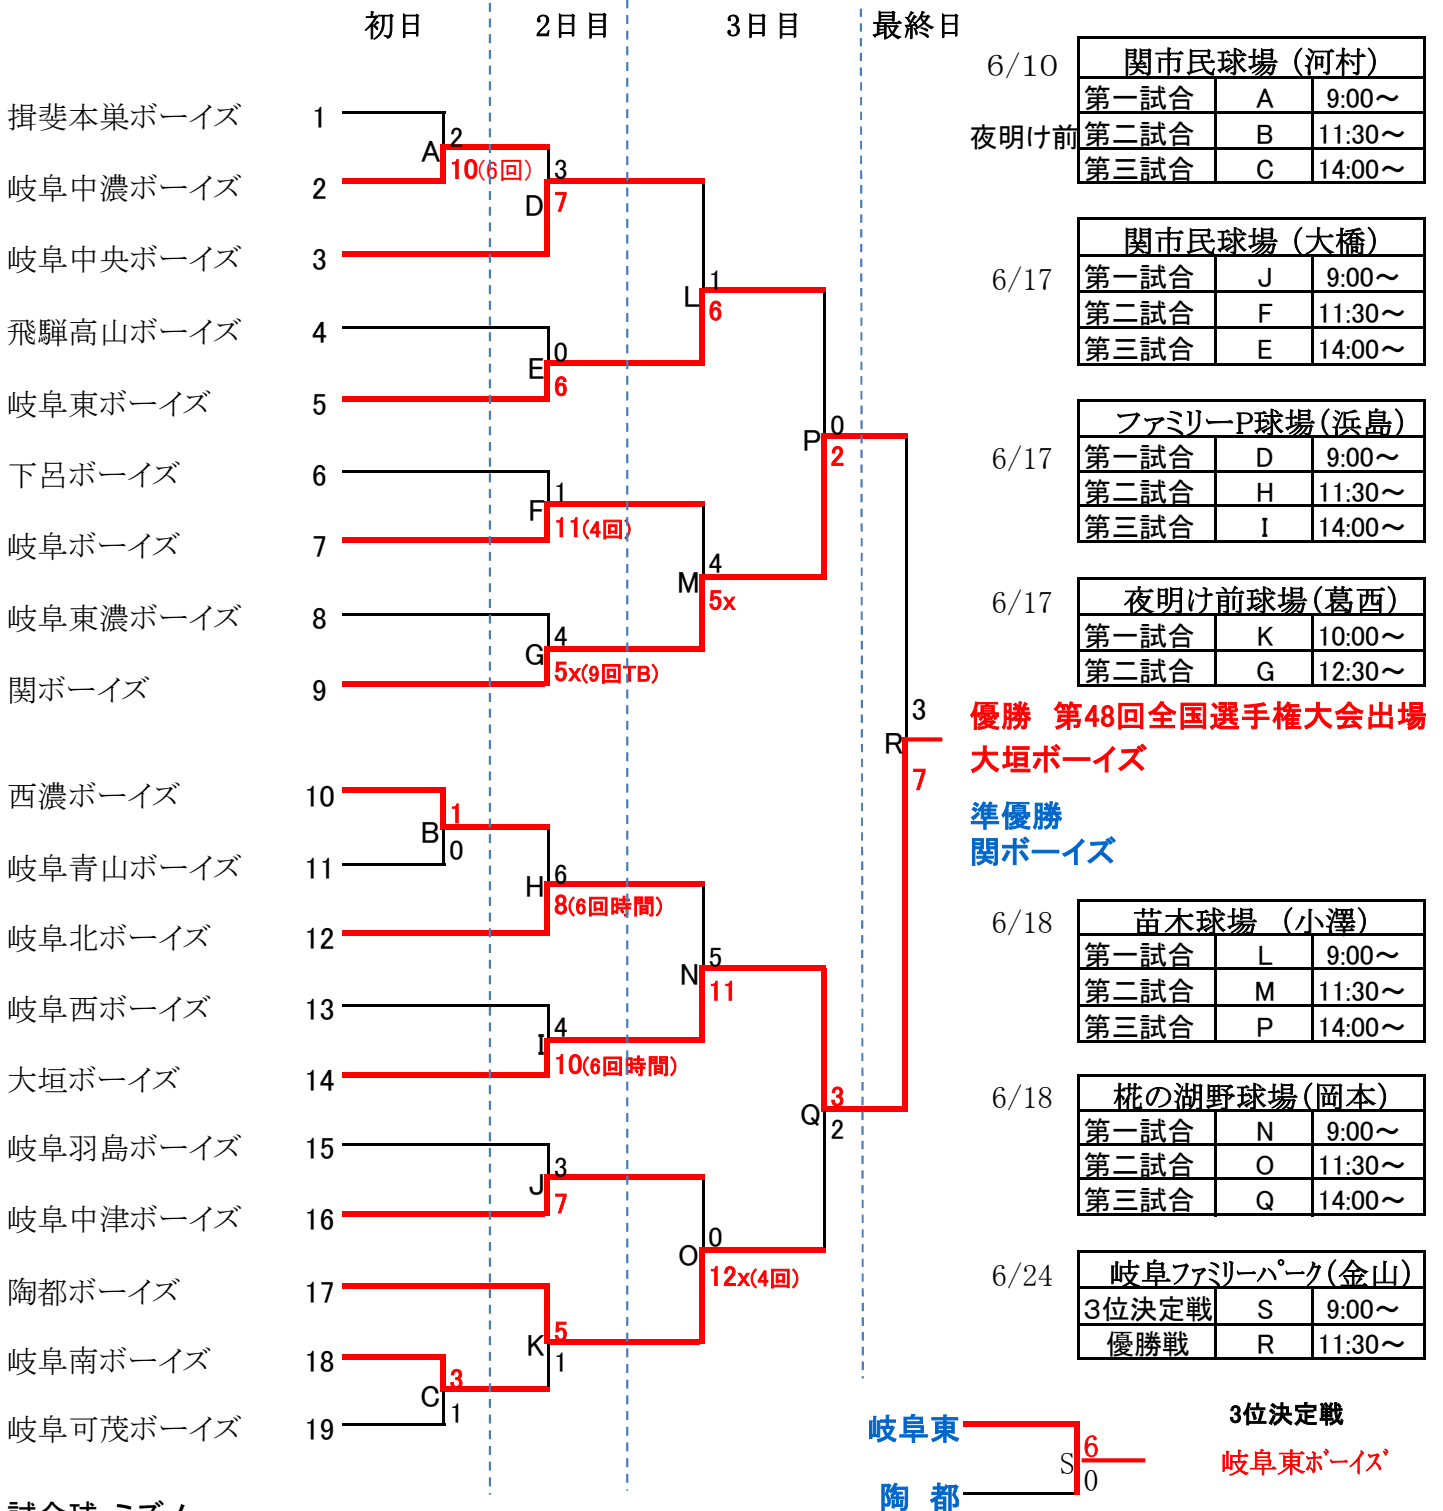 初日 2日目 3日目 最終日
揖斐本巣ボーイズ 1
岐阜中濃ボーイズ 2
岐阜中央ボーイズ 3
飛騨高山ボーイズ 4
岐阜東ボーイズ 5
下呂ボーイズ 6
岐阜ボーイズ 7
岐阜東濃ボーイズ 8
関ボーイズ 9
西濃ボーイズ 10
岐阜青山ボーイズ 11
岐阜北ボーイズ 12
岐阜西ボーイズ 13
大垣ボーイズ 14
岐阜羽島ボーイズ 15
岐阜中津ボーイズ 16
陶都ボーイズ 17
岐阜南ボーイズ 18
岐阜可茂ボーイズ 19
A 2
10(6回)
B 1
0
C 3
1
D 3
7
E 0
6
F 1
11(4回)
G 4
5x(9回TB)
H 6
8(6回時間)
I 4
10(6回時間)
J 3
7
K 5
1
L 1
6
M 4
5x
N 5
11
O 0
12x(4回)
P 0
2
Q 3
2
R 3
7
6/10 関市民球場 (河村)
第一試合 A 9:00～
夜明け前 第二試合 B 11:30～
第三試合 C 14:00～
関市民球場 (大橋)
6/17 第一試合 J 9:00～
第二試合 F 11:30～
第三試合 E 14:00～
ファミリーP球場(浜島)
6/17 第一試合 D 9:00～
第二試合 H 11:30～
第三試合 I 14:00～
6/17 夜明け前球場(葛西)
第一試合 K 10:00～
第二試合 G 12:30～
優勝 第48回全国選手権大会出場
大垣ボーイズ
準優勝
関ボーイズ
6/18 苗木球場 (小澤)
第一試合 L 9:00～
第二試合 M 11:30～
第三試合 P 14:00～
6/18 椛の湖野球場(岡本)
第一試合 N 9:00～
第二試合 O 11:30～
第三試合 Q 14:00～
6/24 岐阜ファミリーパーク(金山)
3位決定戦 S 9:00～
優勝戦 R 11:30～
3位決定戦
岐阜東 S 6 岐阜東ボーイズ
陶 都 0